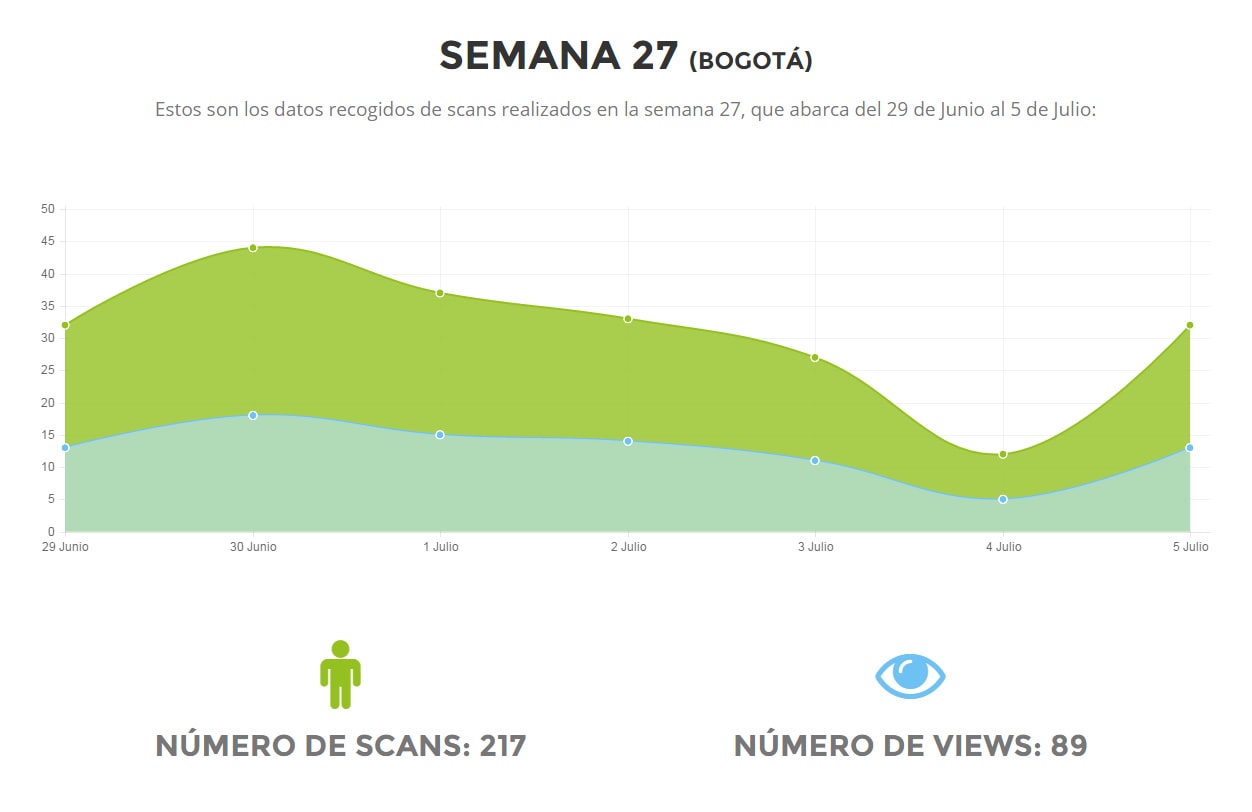 SEMANA 27 (BOGOTÁ)
Estos son los datos recogidos de scans realizados en la semana 27, que abarca del 29 de Junio al 5 de Julio:
50
45
40
35
30
25
20
15
10
5
0
29 Junio 30 Junio 1 Julio 2 Julio 3 Julio 4 Julio 5 Julio
NÚMERO DE SCANS: 217
NÚMERO DE VIEWS: 89